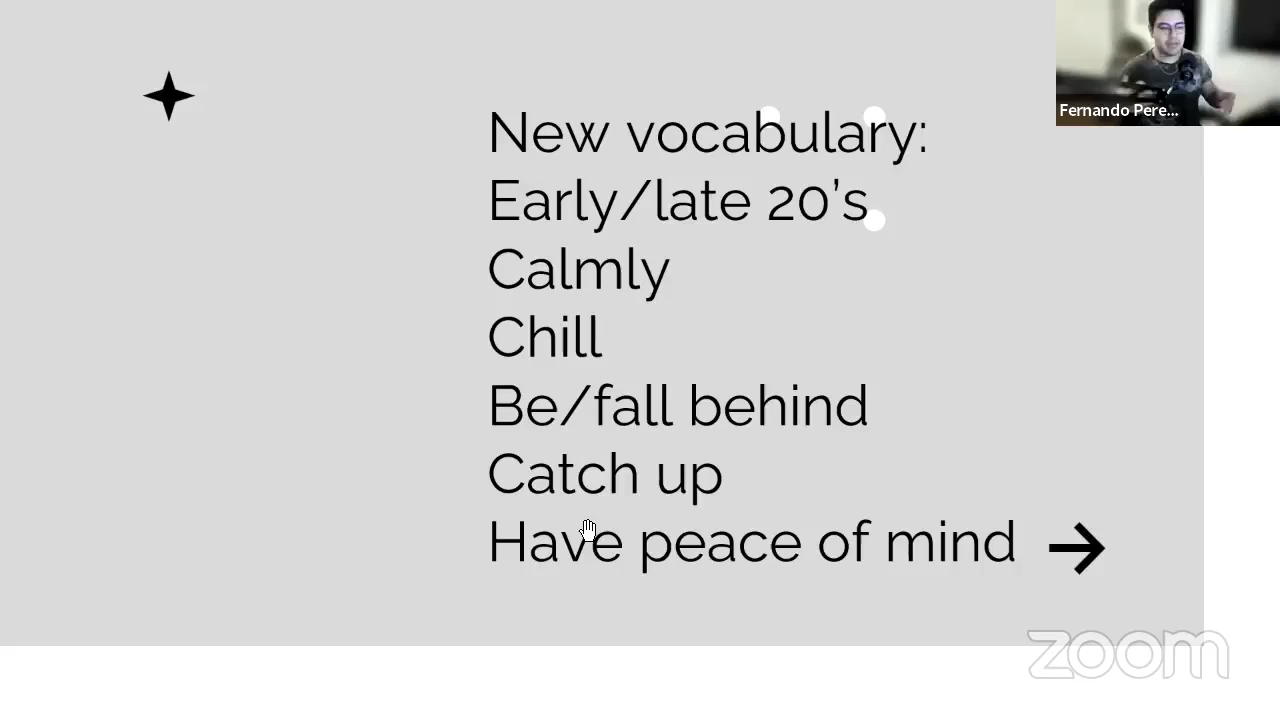 Fernando Pere...
New vocabulary:
Early/late 20's
Calmly
Chill
Be/fall behind
Catch up
Have peace of mind
zoom